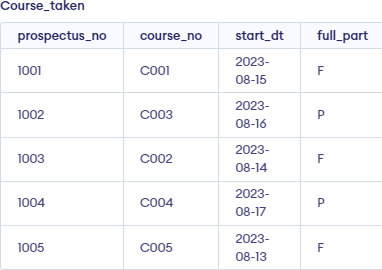 Course_taken
prospectus_no course_no start_dt full_part
1001 C001 2023-08-15 F
1002 C003 2023-08-16 P
1003 C002 2023-08-14 F
1004 C004 2023-08-17 P
1005 C005 2023-08-13 F